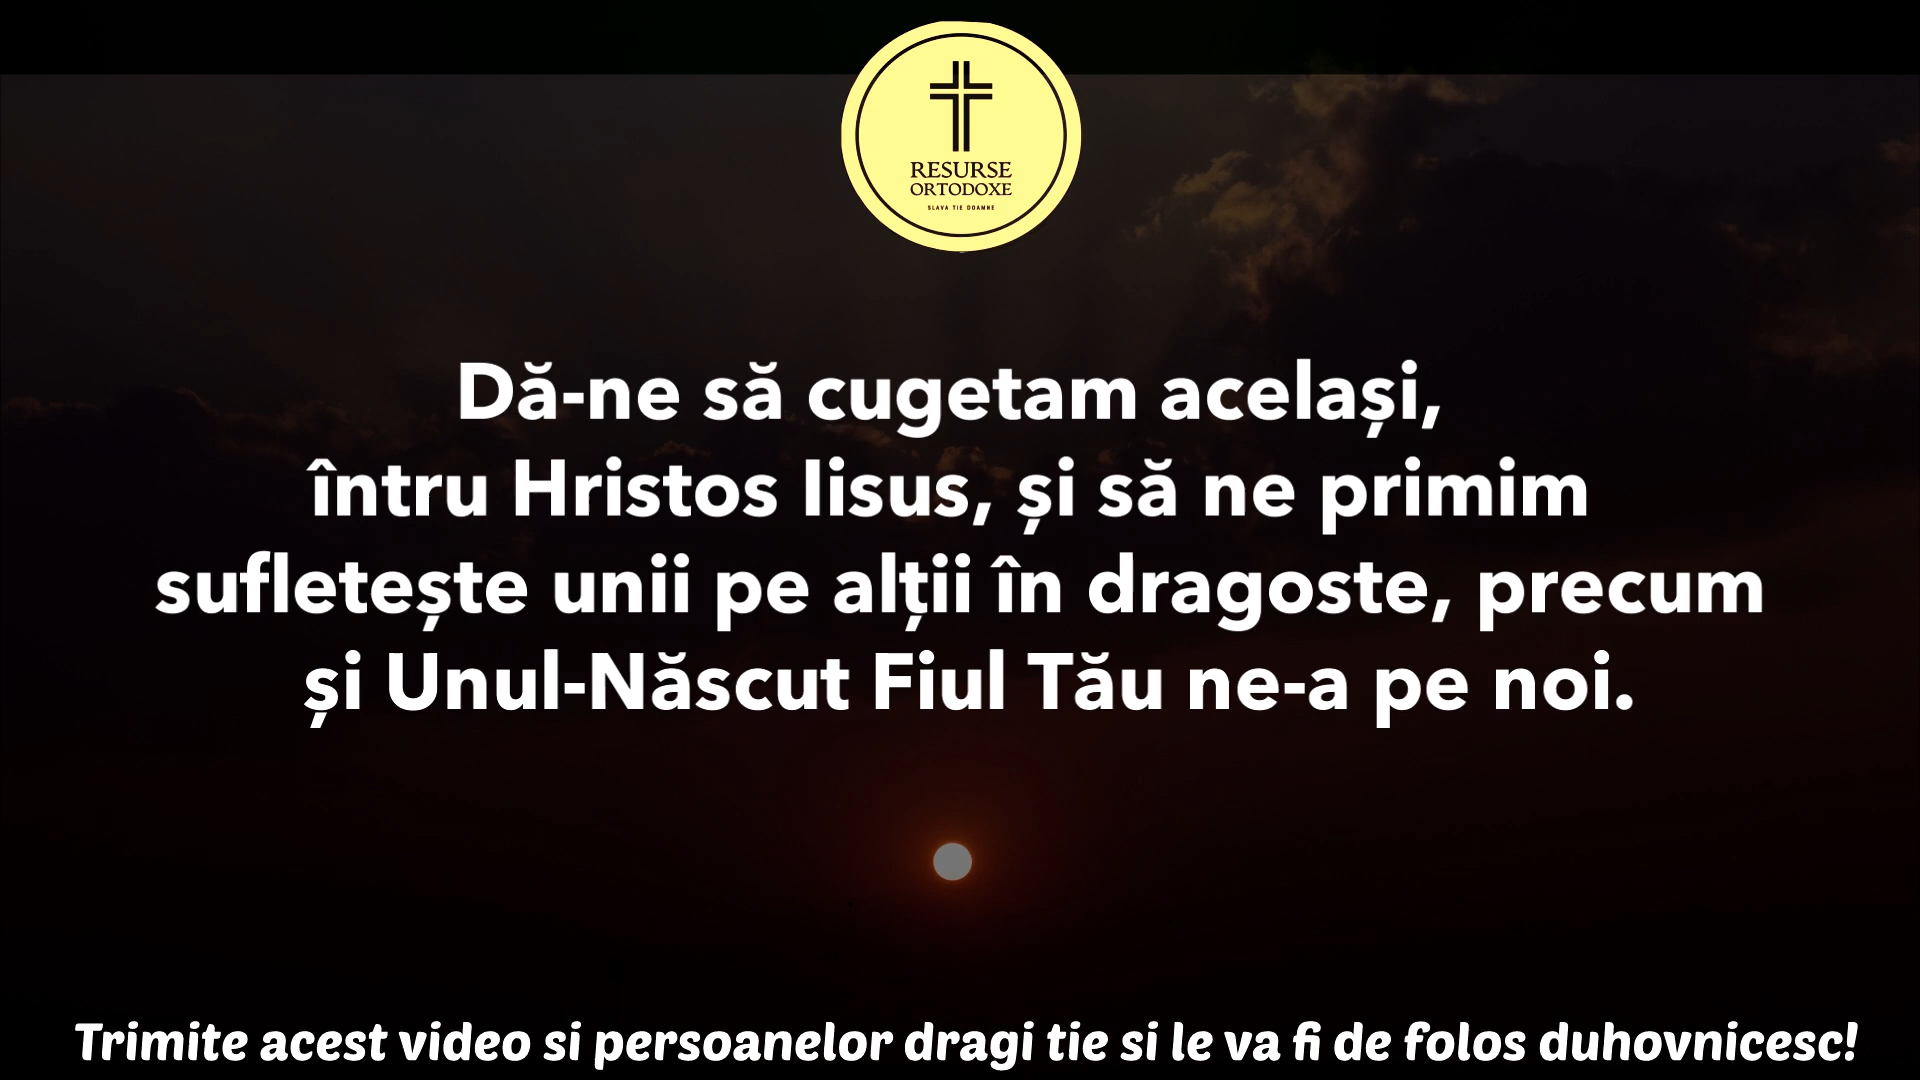 RESURSE
ORTODOXE
SLAVA TIE DOAMNE
Dă-ne să cugetam același,
întru Hristos Iisus, și să ne primim
sufletește unii pe alții în dragoste, precum
și Unul-Născut Fiul Tău ne-a pe noi.
Trimite acest video si persoanelor dragi tie si le va fi de folos duhovnicesc!